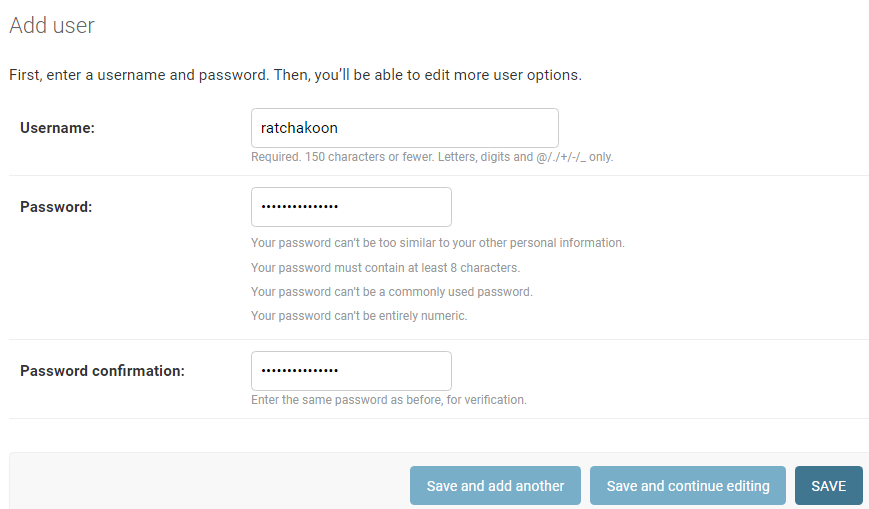 Add user
First, enter a username and password. Then, you’ll be able to edit more user options.
Username:
ratchakoon
Required. 150 characters or fewer. Letters, digits and @/./+/-/_ only.
Password:
•••••••••••••••
Your password can't be too similar to your other personal information.
Your password must contain at least 8 characters.
Your password can't be a commonly used password.
Your password can't be entirely numeric.
Password confirmation:
•••••••••••••••
Enter the same password as before, for verification.
Save and add another
Save and continue editing
SAVE